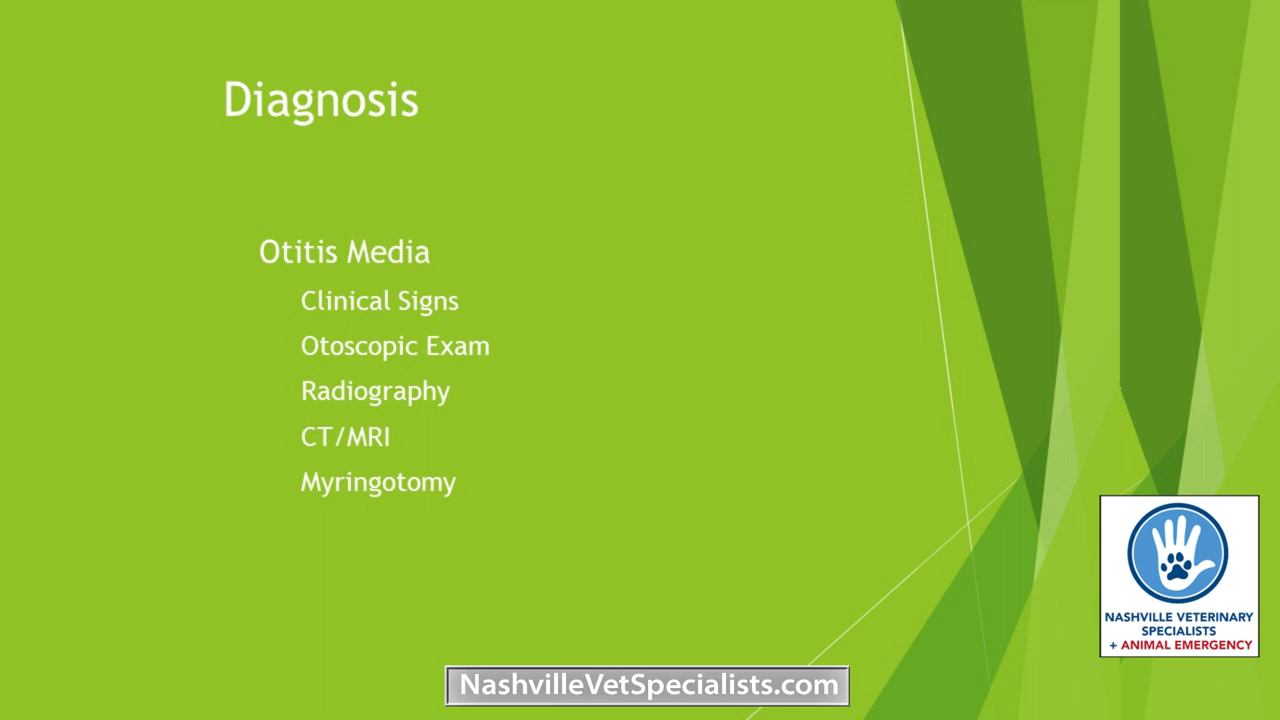 Diagnosis
Otitis Media
Clinical Signs
Otoscopic Exam
Radiography
CT/MRI
Myringotomy
NASHVILLE VETERINARY
SPECIALISTS
+ ANIMAL EMERGENCY
NashvilleVetSpecialists.com